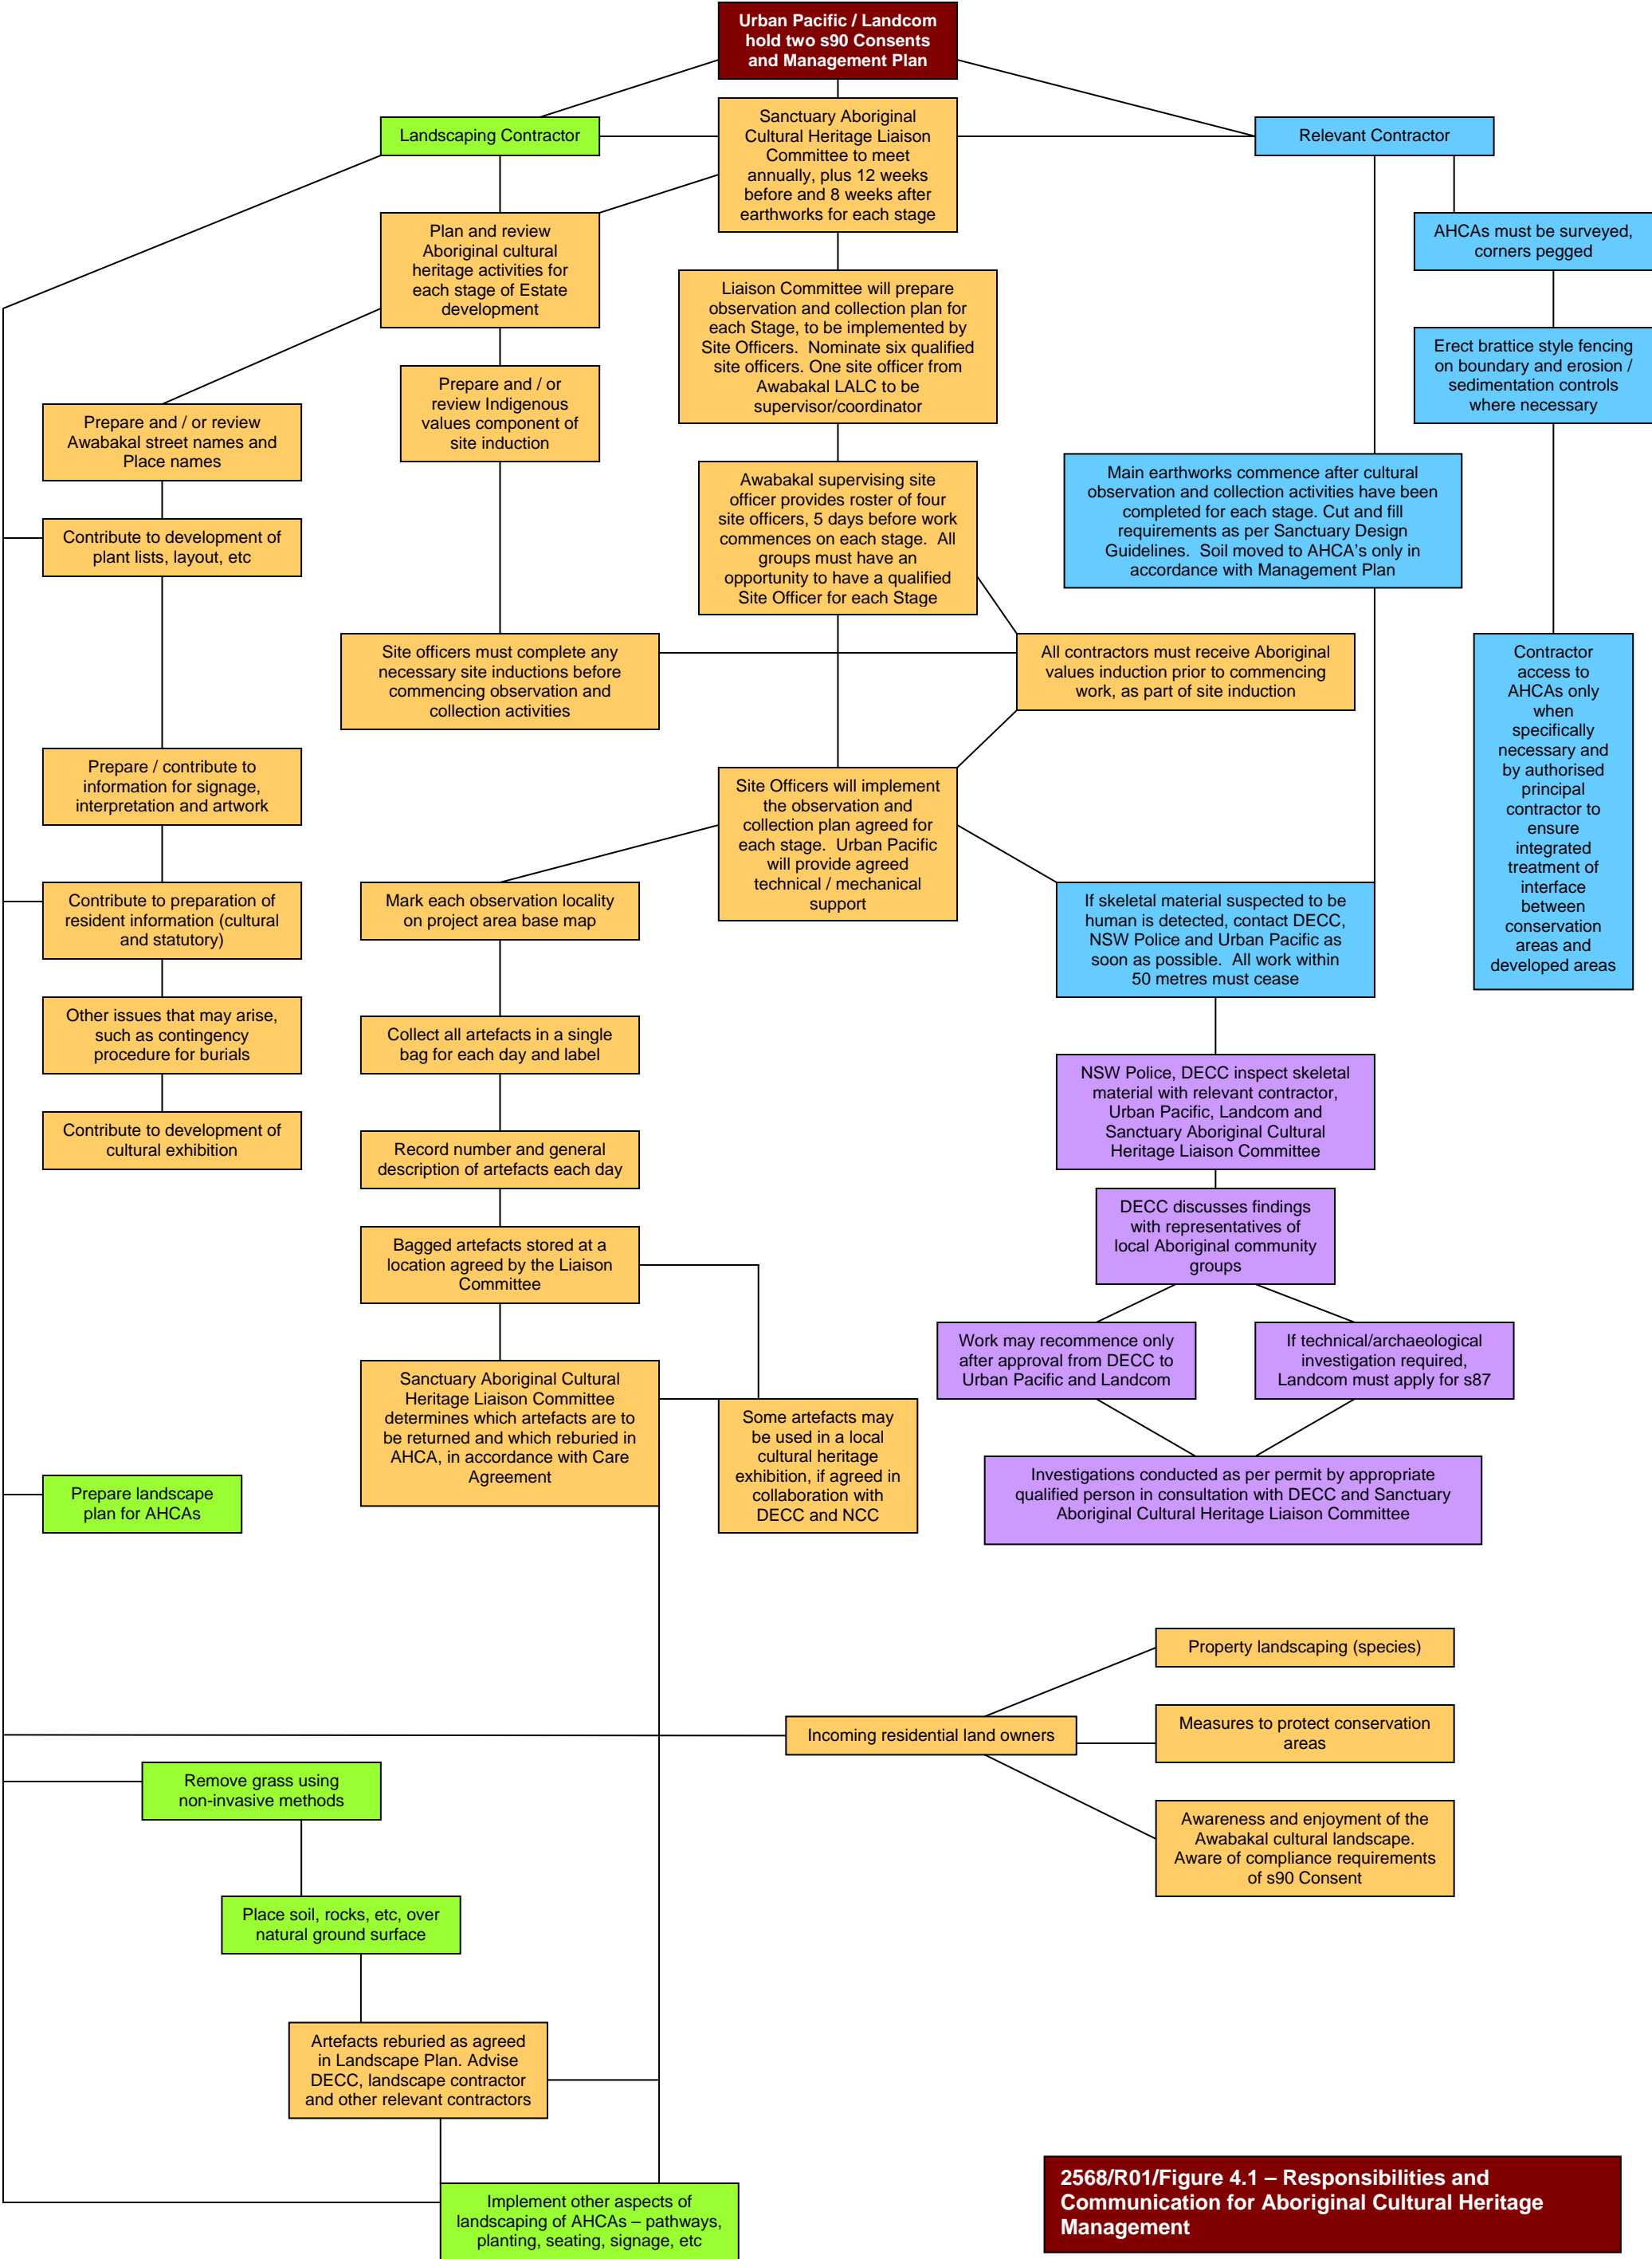 Urban Pacific / Landcom
hold two s90 Consents
and Management Plan
Landscaping Contractor
Sanctuary Aboriginal
Cultural Heritage Liaison
Committee to meet
annually, plus 12 weeks
before and 8 weeks after
earthworks for each stage
Relevant Contractor
Plan and review
Aboriginal cultural
heritage activities for
each stage of Estate
development
AHCAs must be surveyed,
corners pegged
Liaison Committee will prepare
observation and collection plan for
each Stage, to be implemented by
Site Officers.  Nominate six qualified
site officers. One site officer from
Awabakal LALC to be
supervisor/coordinator
Erect brattice style fencing
on boundary and erosion /
sedimentation controls
where necessary
Prepare and / or
review Indigenous
values component of
site induction
Prepare and / or review
Awabakal street names and
Place names
Awabakal supervising site
officer provides roster of four
site officers, 5 days before work
commences on each stage.  All
groups must have an
opportunity to have a qualified
Site Officer for each Stage
Main earthworks commence after cultural
observation and collection activities have been
completed for each stage. Cut and fill
requirements as per Sanctuary Design
Guidelines.  Soil moved to AHCA's only in
accordance with Management Plan
Contribute to development of
plant lists, layout, etc
Site officers must complete any
necessary site inductions before
commencing observation and
collection activities
All contractors must receive Aboriginal
values induction prior to commencing
work, as part of site induction
Contractor
access to
AHCAs only
when
specifically
necessary and
by authorised
principal
contractor to
ensure
integrated
treatment of
interface
between
conservation
areas and
developed areas
Prepare / contribute to
information for signage,
interpretation and artwork
Site Officers will implement
the observation and
collection plan agreed for
each stage.  Urban Pacific
will provide agreed
technical / mechanical
support
Contribute to preparation of
resident information (cultural
and statutory)
Mark each observation locality
on project area base map
If skeletal material suspected to be
human is detected, contact DECC,
NSW Police and Urban Pacific as
soon as possible.  All work within
50 metres must cease
Other issues that may arise,
such as contingency
procedure for burials
Collect all artefacts in a single
bag for each day and label
NSW Police, DECC inspect skeletal
material with relevant contractor,
Urban Pacific, Landcom and
Sanctuary Aboriginal Cultural
Heritage Liaison Committee
Contribute to development of
cultural exhibition
Record number and general
description of artefacts each day
DECC discusses findings
with representatives of
local Aboriginal community
groups
Bagged artefacts stored at a
location agreed by the Liaison
Committee
Work may recommence only
after approval from DECC to
Urban Pacific and Landcom
If technical/archaeological
investigation required,
Landcom must apply for s87
Sanctuary Aboriginal Cultural
Heritage Liaison Committee
determines which artefacts are to
be returned and which reburied in
AHCA, in accordance with Care
Agreement
Some artefacts may
be used in a local
cultural heritage
exhibition, if agreed in
collaboration with
DECC and NCC
Investigations conducted as per permit by appropriate
qualified person in consultation with DECC and Sanctuary
Aboriginal Cultural Heritage Liaison Committee
Prepare landscape
plan for AHCAs
Property landscaping (species)
Incoming residential land owners
Measures to protect conservation
areas
Remove grass using
non-invasive methods
Awareness and enjoyment of the
Awabakal cultural landscape.
Aware of compliance requirements
of s90 Consent
Place soil, rocks, etc, over
natural ground surface
Artefacts reburied as agreed
in Landscape Plan. Advise
DECC, landscape contractor
and other relevant contractors
Implement other aspects of
landscaping of AHCAs – pathways,
planting, seating, signage, etc
2568/R01/Figure 4.1 – Responsibilities and
Communication for Aboriginal Cultural Heritage
Management